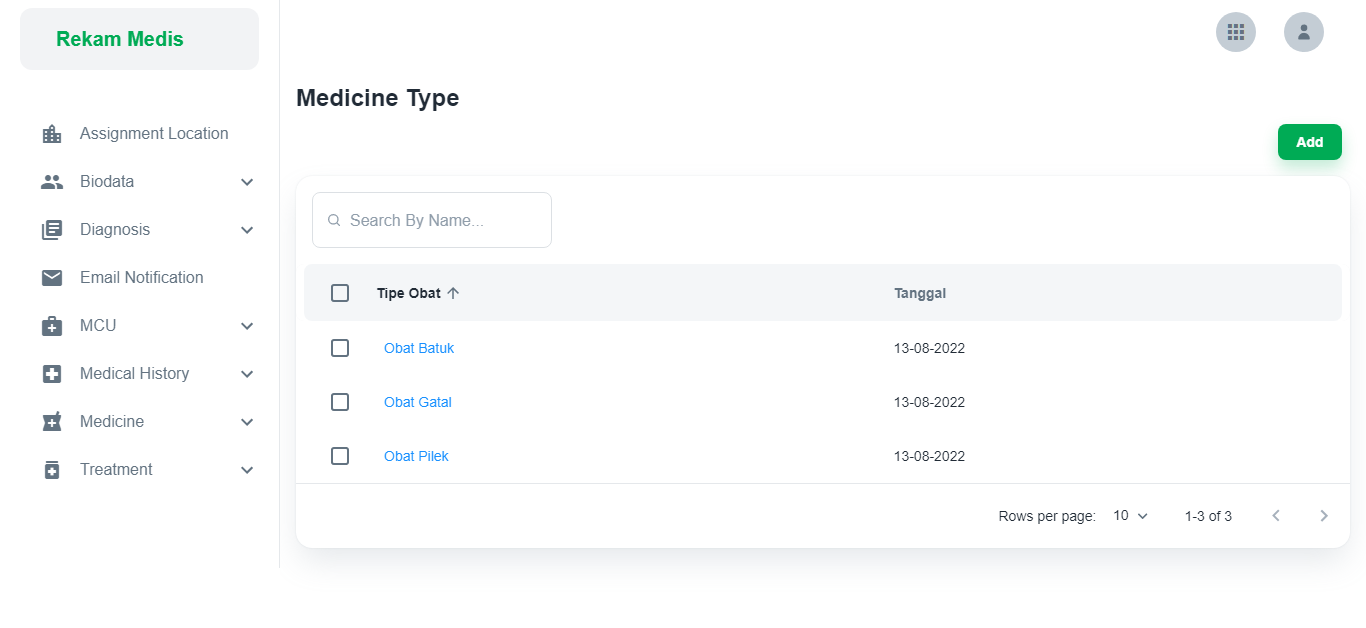 Rekam Medis
Assignment Location
Biodata
Diagnosis
Email Notification
MCU
Medical History
Medicine
Treatment
Medicine Type
Add
Search By Name...
Tipe Obat Tanggal
Obat Batuk 13-08-2022
Obat Gatal 13-08-2022
Obat Pilek 13-08-2022
Rows per page: 10 1-3 of 3